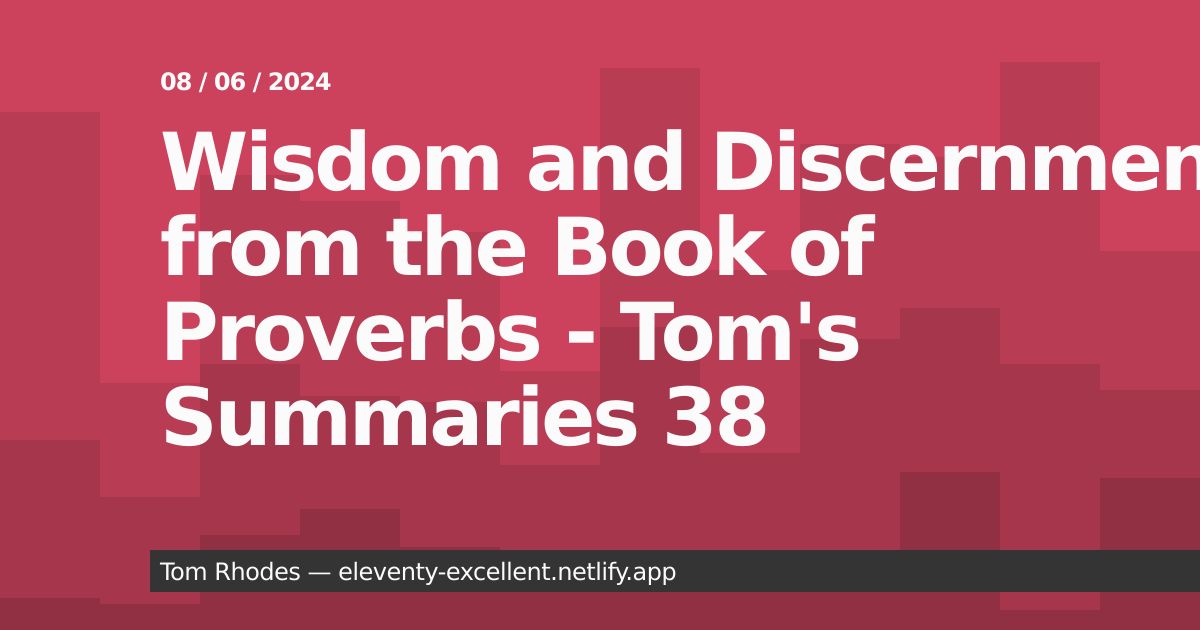 08 / 06 / 2024
Wisdom and Discernmen
from the Book of
Proverbs - Tom's
Summaries 38
Tom Rhodes — eleventy-excellent.netlify.app